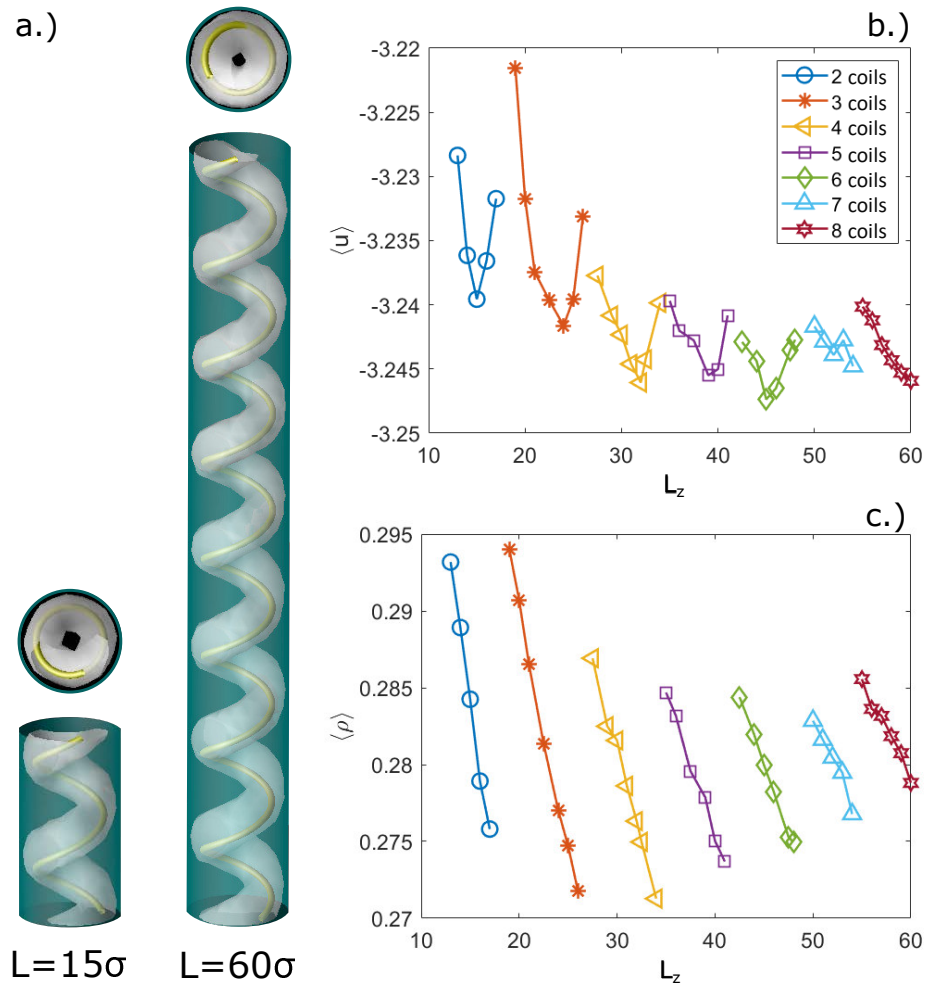 a.)
L=15σ
L=60σ
b.)
-3.22
-3.225
-3.23
-3.235
-3.24
-3.245
-3.25
⟨u⟩
10 20 30 40 50 60
L_z
2 coils
3 coils
4 coils
5 coils
6 coils
7 coils
8 coils
c.)
0.295
0.29
0.285
0.28
0.275
0.27
⟨ρ⟩
10 20 30 40 50 60
L_z